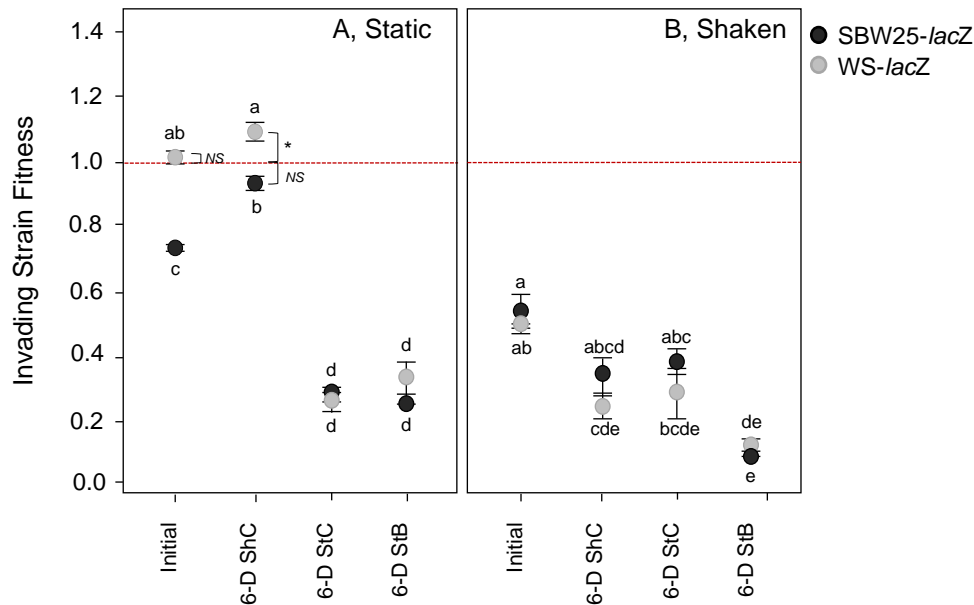 A, Static
B, Shaken
SBW25-lacZ
WS-lacZ
Invading Strain Fitness
1.4
1.2
1.0
0.8
0.6
0.4
0.2
0.0
ab
NS
a
*
NS
b
c
d
d
d
d
a
ab
abcd
cde
abc
bcde
de
e
Initial
6-D ShC
6-D StC
6-D StB
Initial
6-D ShC
6-D StC
6-D StB